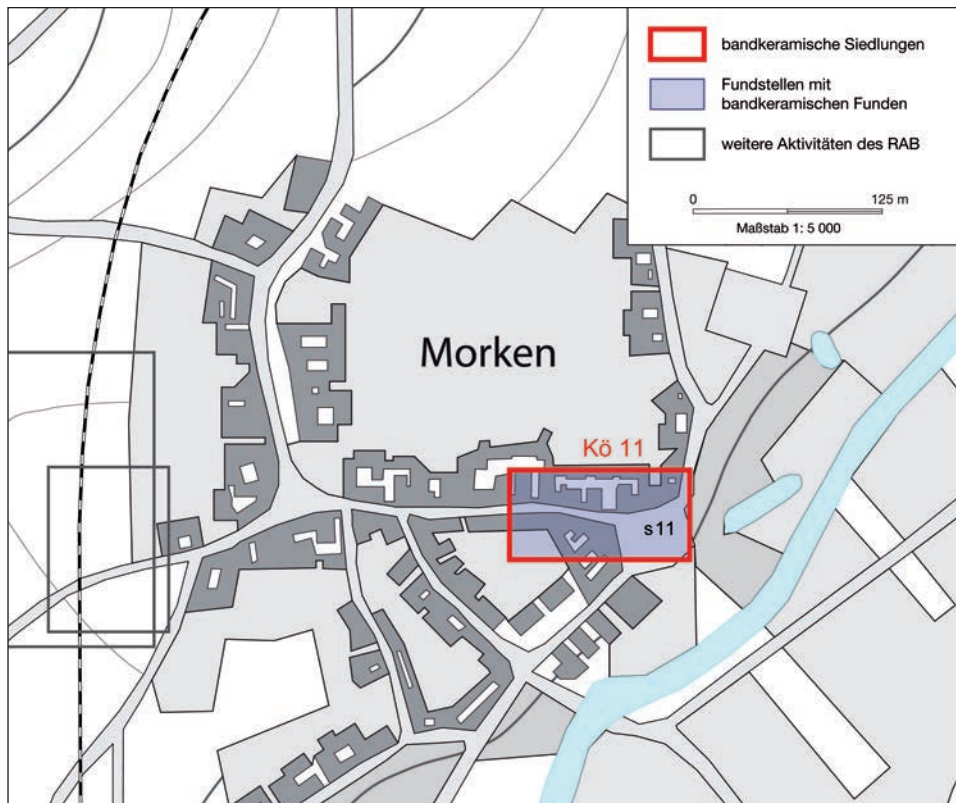 bandkeramische Siedlungen
Fundstellen mit
bandkeramischen Funden
weitere Aktivitäten des RAB
0 125 m
Maßstab 1: 5 000
Morken
Kö 11
s11